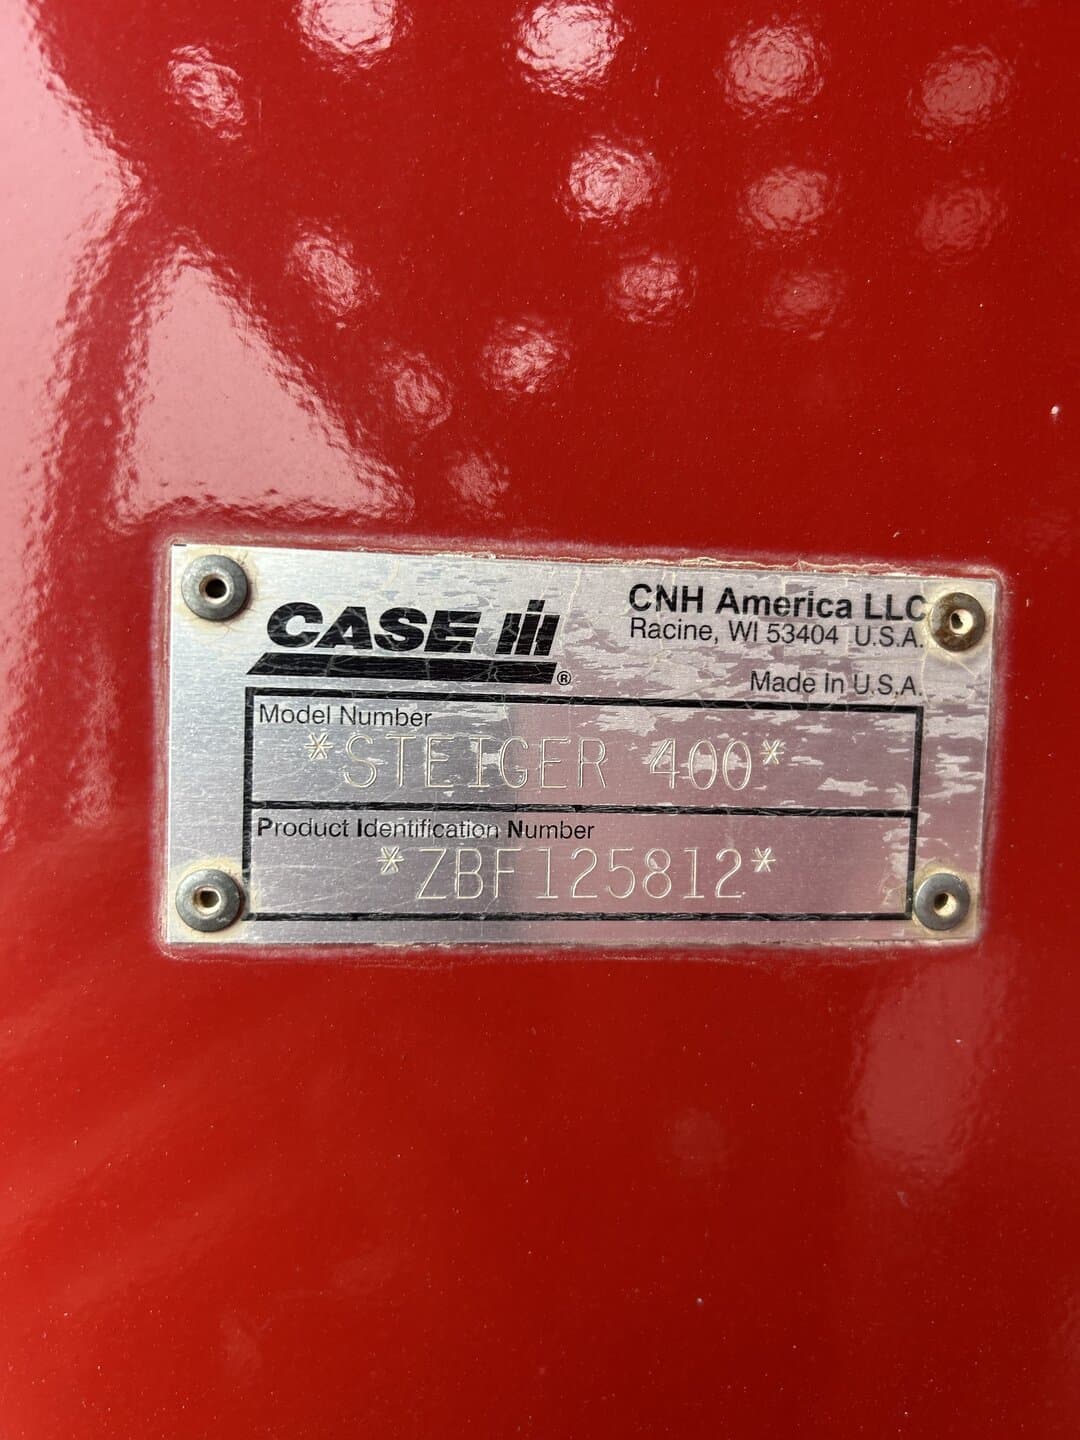 CASE IH®
CNH America LLC
Racine, WI 53404 U.S.A.
Made In U.S.A.
Model Number
*STEIGER 400*
Product Identification Number
*ZBF125812*